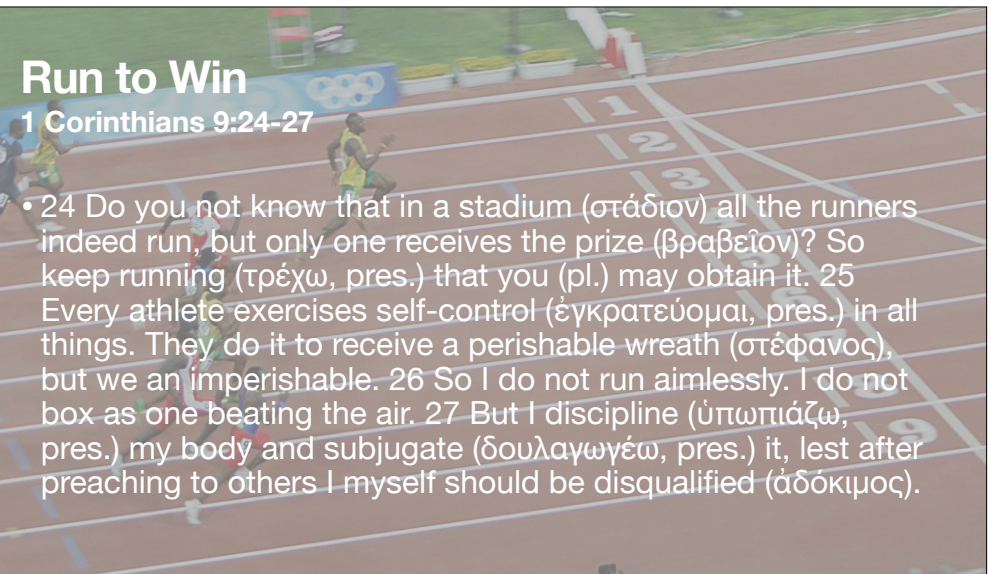 Run to Win
1 Corinthians 9:24-27
• 24 Do you not know that in a stadium (στάδιον) all the runners
indeed run, but only one receives the prize (βραβεῖον)? So
keep running (τρέχω, pres.) that you (pl.) may obtain it. 25
Every athlete exercises self-control (ἐγκρατεύομαι, pres.) in all
things. They do it to receive a perishable wreath (στέφανος),
but we an imperishable. 26 So I do not run aimlessly. I do not
box as one beating the air. 27 But I discipline (ὑπωπιάζω,
pres.) my body and subjugate (δουλαγωγέω, pres.) it, lest after
preaching to others I myself should be disqualified (ἀδόκιμος).
1
2
3
9